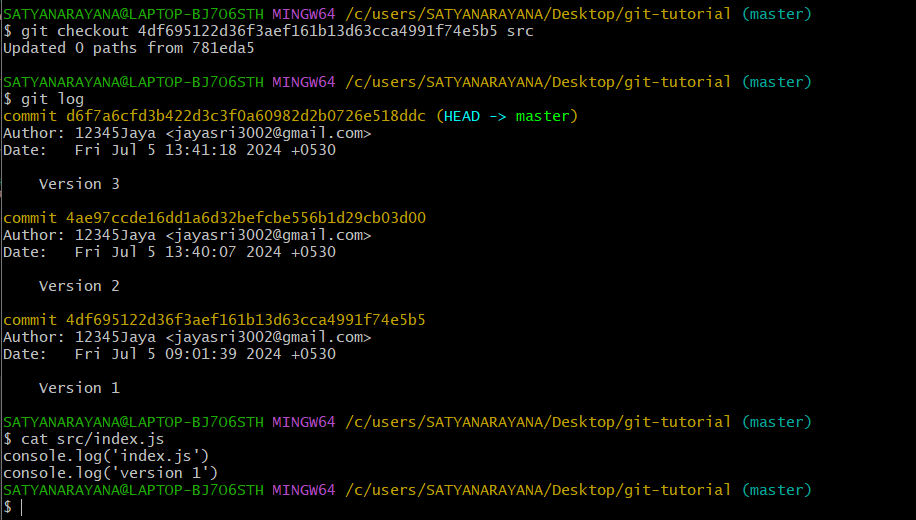 SATYANARAYANA@LAPTOP-BJ7O6STH MINGW64 /c/users/SATYANARAYANA/Desktop/git-tutorial (master)
$ git checkout 4df695122d36f3aef161b13d63cca4991f74e5b5 src
Updated 0 paths from 781eda5
SATYANARAYANA@LAPTOP-BJ7O6STH MINGW64 /c/users/SATYANARAYANA/Desktop/git-tutorial (master)
$ git log
commit d6f7a6cfd3b422d3c3f0a60982d2b0726e518ddc (HEAD -> master)
Author: 12345Jaya <jayasri3002@gmail.com>
Date:   Fri Jul 5 13:41:18 2024 +0530
    Version 3
commit 4ae97ccde16dd1a6d32befcbe556b1d29cb03d00
Author: 12345Jaya <jayasri3002@gmail.com>
Date:   Fri Jul 5 13:40:07 2024 +0530
    Version 2
commit 4df695122d36f3aef161b13d63cca4991f74e5b5
Author: 12345Jaya <jayasri3002@gmail.com>
Date:   Fri Jul 5 09:01:39 2024 +0530
    Version 1
SATYANARAYANA@LAPTOP-BJ7O6STH MINGW64 /c/users/SATYANARAYANA/Desktop/git-tutorial (master)
$ cat src/index.js
console.log('index.js')
console.log('version 1')
SATYANARAYANA@LAPTOP-BJ7O6STH MINGW64 /c/users/SATYANARAYANA/Desktop/git-tutorial (master)
$